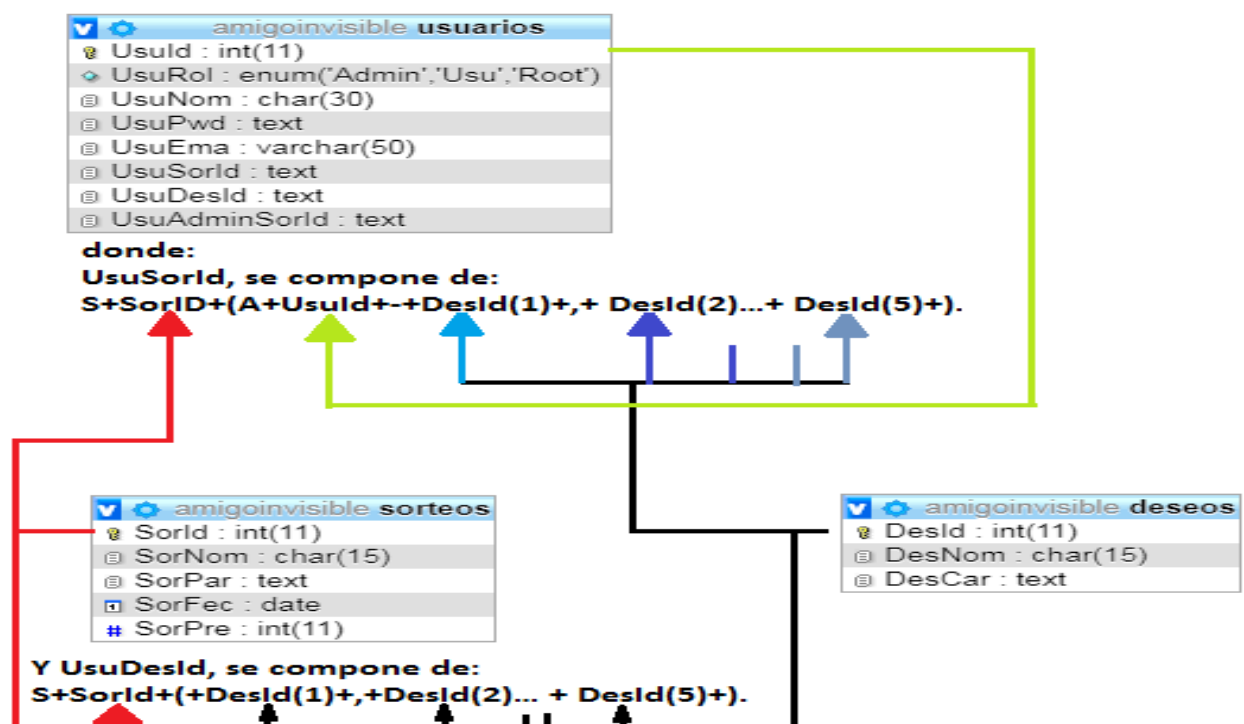 amigoinvisible usuarios
UsuId : int(11)
UsuRol : enum('Admin','Usu','Root')
UsuNom : char(30)
UsuPwd : text
UsuEma : varchar(50)
UsuSorId : text
UsuDesId : text
UsuAdminSorId : text
donde:
UsuSorId, se compone de:
S+SorID+(A+UsuId+-+DesId(1)+,+ DesId(2)...+ DesId(5)+).
amigoinvisible sorteos
SorId : int(11)
SorNom : char(15)
SorPar : text
SorFec : date
# SorPre : int(11)
amigoinvisible deseos
DesId : int(11)
DesNom : char(15)
DesCar : text
Y UsuDesId, se compone de:
S+SorId+(+DesId(1)+,+DesId(2)... + DesId(5)+).